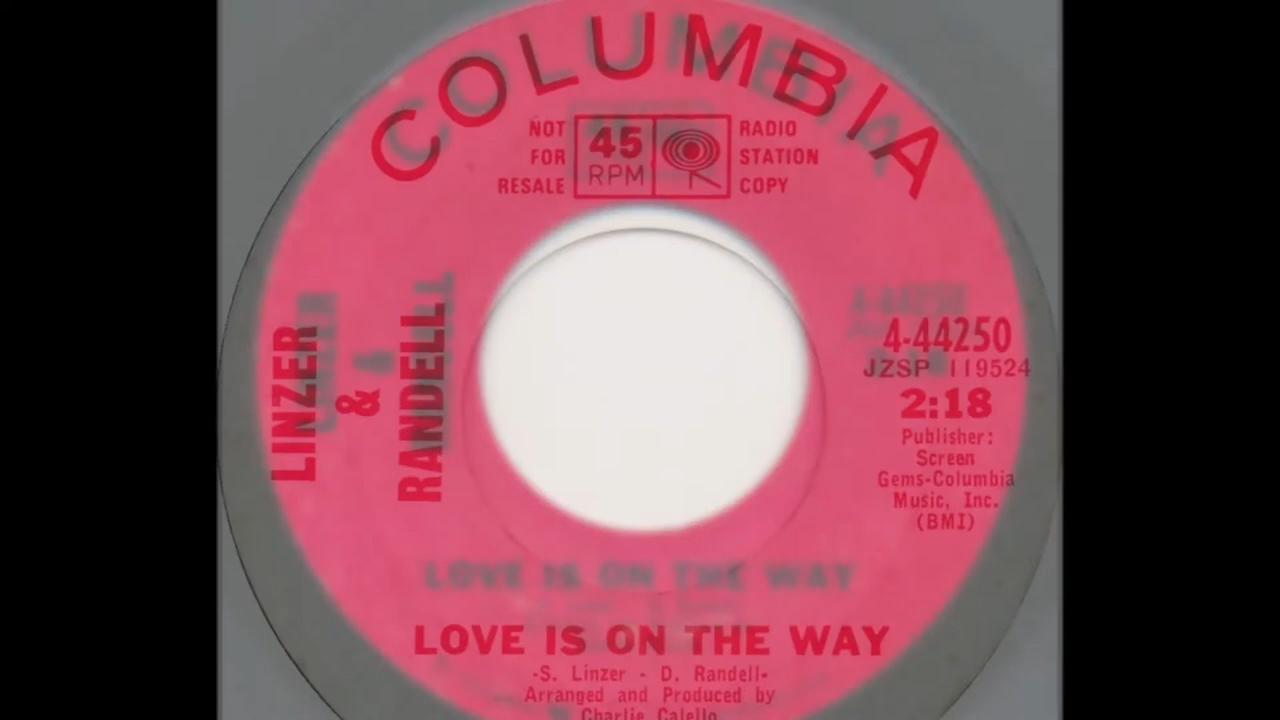 COLUMBIA
NOT FOR RESALE
45 RPM
RADIO STATION COPY
LINZER
&
RANDELL
4-44250
JZSP 119524
2:18
Publisher:
Screen
Gems-Columbia
Music, Inc.
(BMI)
LOVE IS ON THE WAY
LOVE IS ON THE WAY
-S. Linzer - D. Randell-
Arranged and Produced by
Charlie Calello